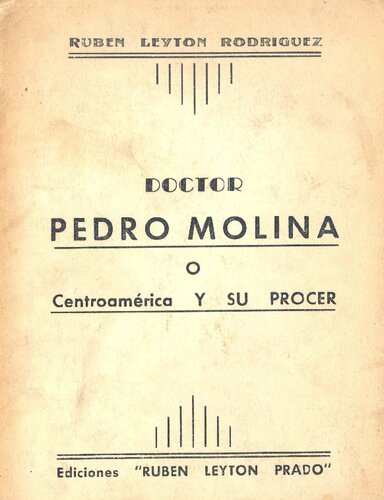 RUBEN LEYTON RODRIGUEZ
DOCTOR
PEDRO MOLINA
O
Centroamérica Y SU PROCER
Ediciones "RUBEN LEYTON PRADO"